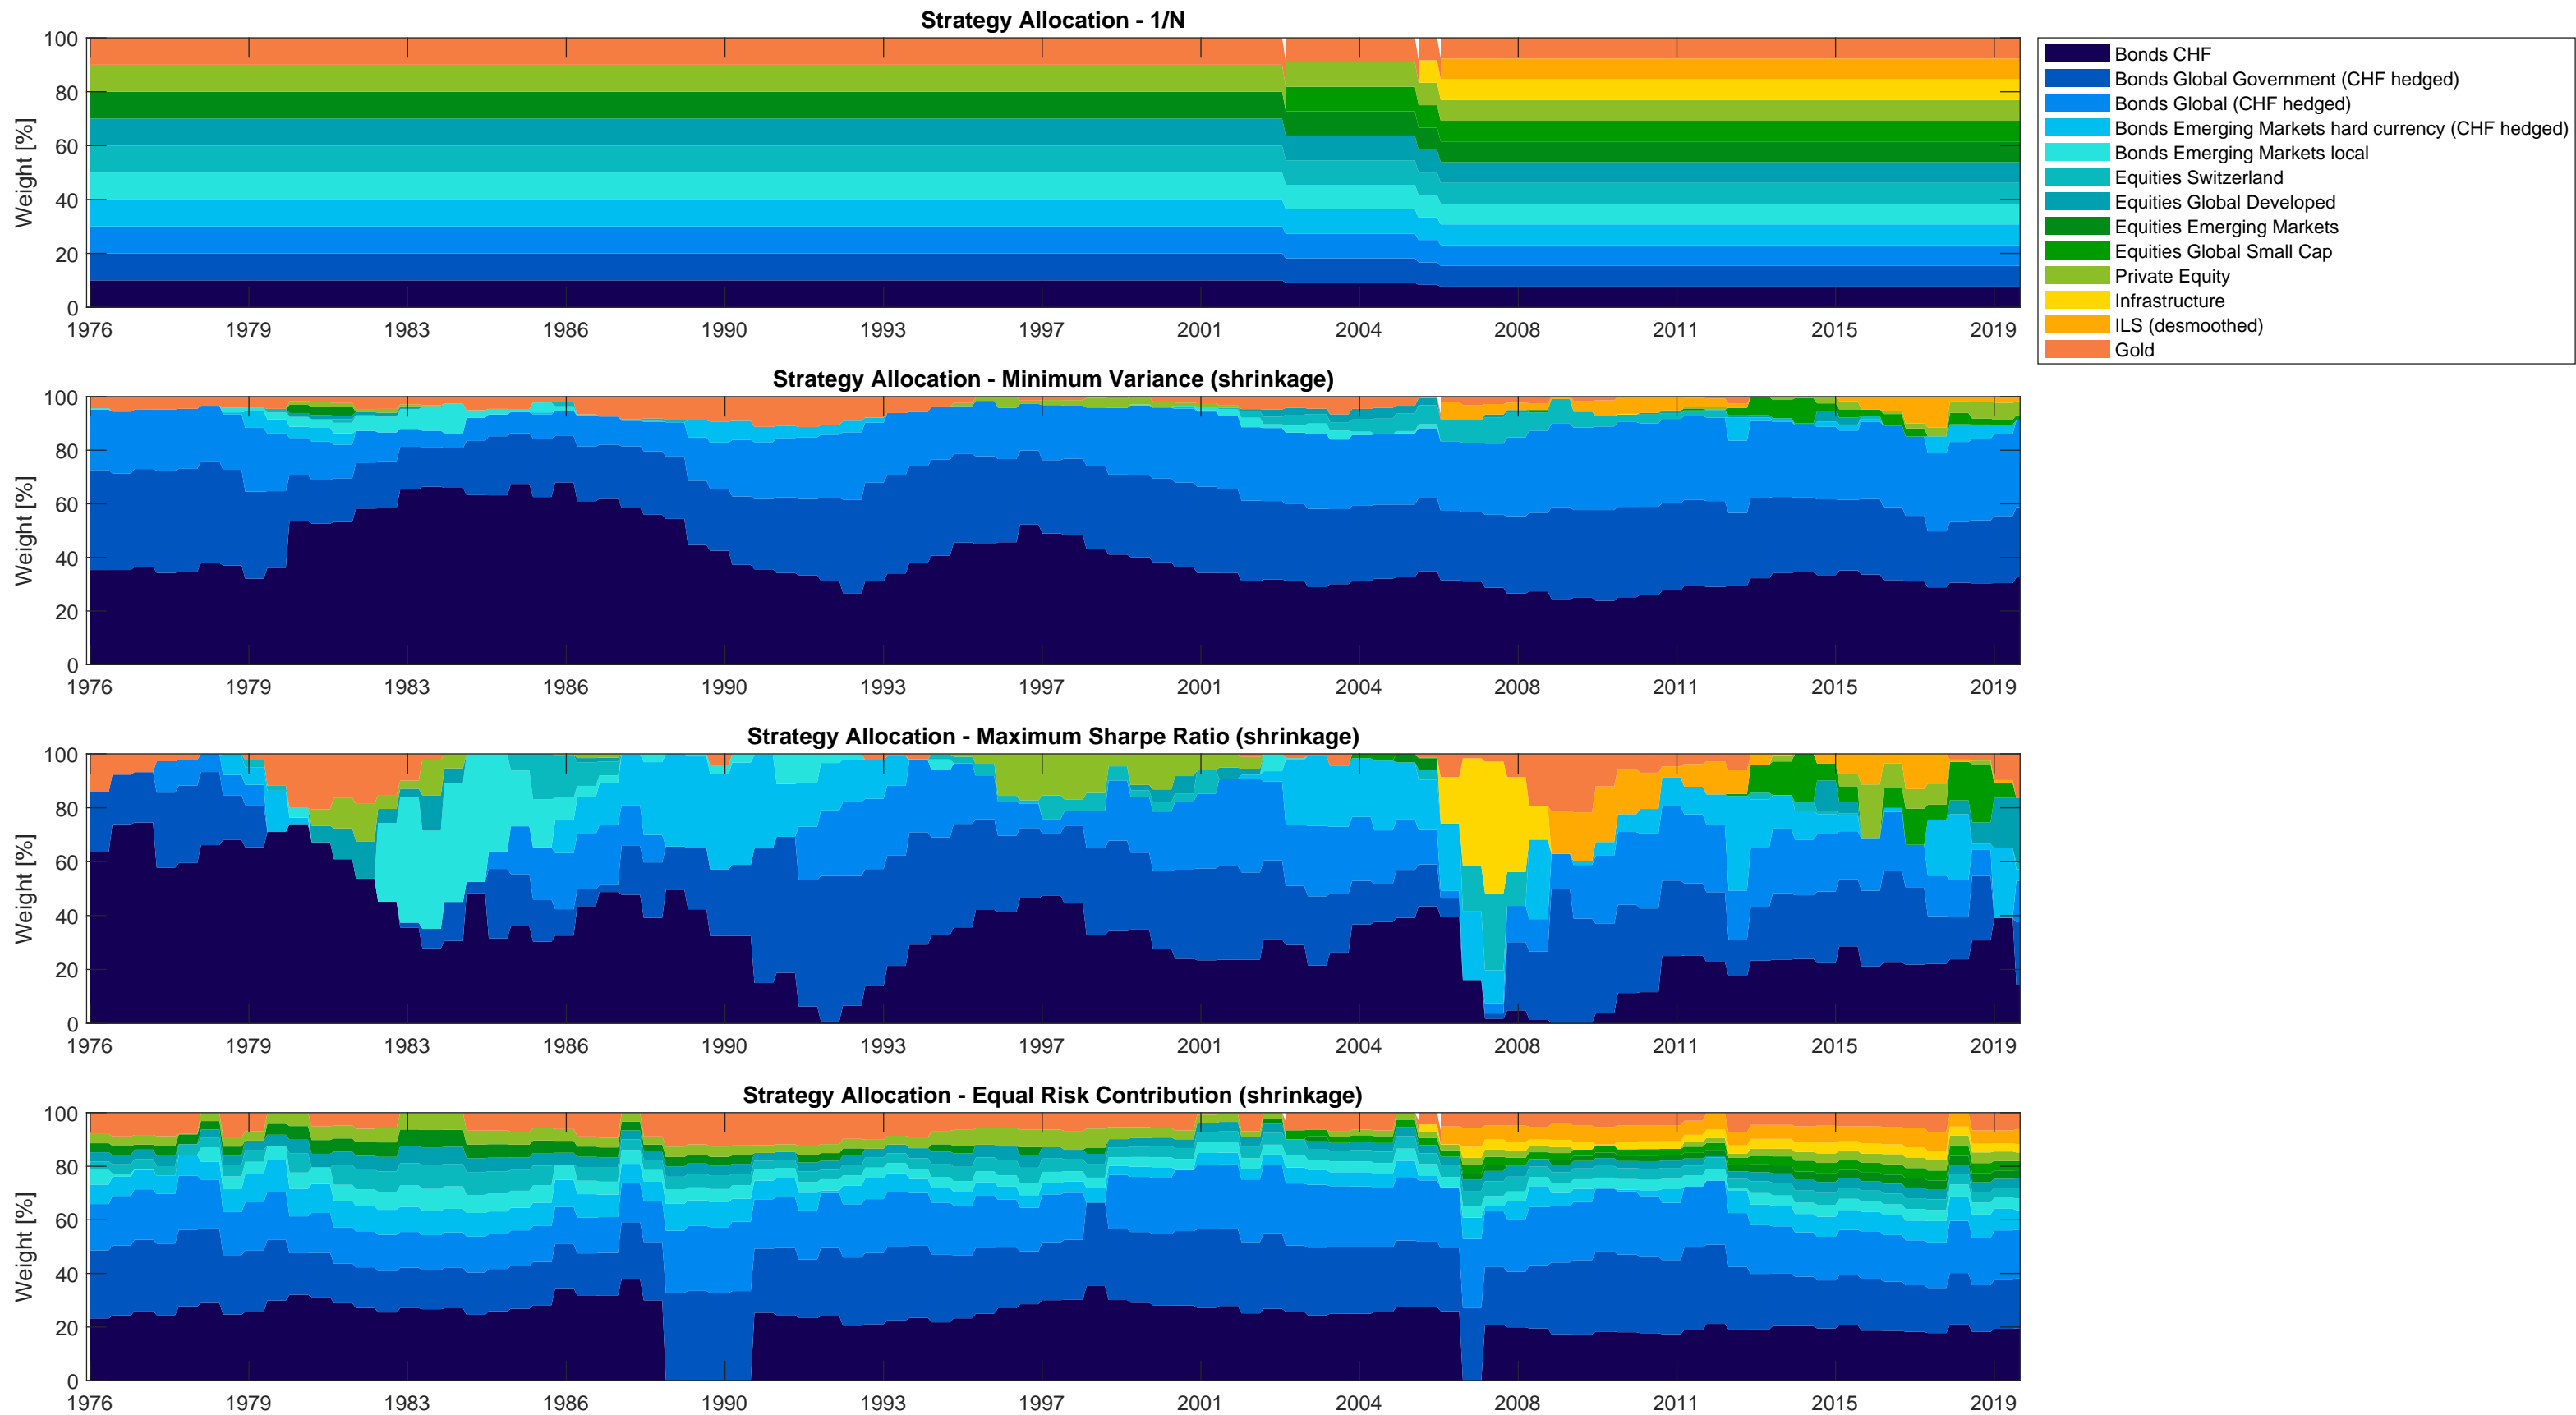 Strategy Allocation - 1/N
Weight [%]
100
80
60
40
20
0
1976 1979 1983 1986 1990 1993 1997 2001 2004 2008 2011 2015 2019
Bonds CHF
Bonds Global Government (CHF hedged)
Bonds Global (CHF hedged)
Bonds Emerging Markets hard currency (CHF hedged)
Bonds Emerging Markets local
Equities Switzerland
Equities Global Developed
Equities Emerging Markets
Equities Global Small Cap
Private Equity
Infrastructure
ILS (desmoothed)
Gold
Strategy Allocation - Minimum Variance (shrinkage)
Weight [%]
100
80
60
40
20
0
1976 1979 1983 1986 1990 1993 1997 2001 2004 2008 2011 2015 2019
Strategy Allocation - Maximum Sharpe Ratio (shrinkage)
Weight [%]
100
80
60
40
20
0
1976 1979 1983 1986 1990 1993 1997 2001 2004 2008 2011 2015 2019
Strategy Allocation - Equal Risk Contribution (shrinkage)
Weight [%]
100
80
60
40
20
0
1976 1979 1983 1986 1990 1993 1997 2001 2004 2008 2011 2015 2019